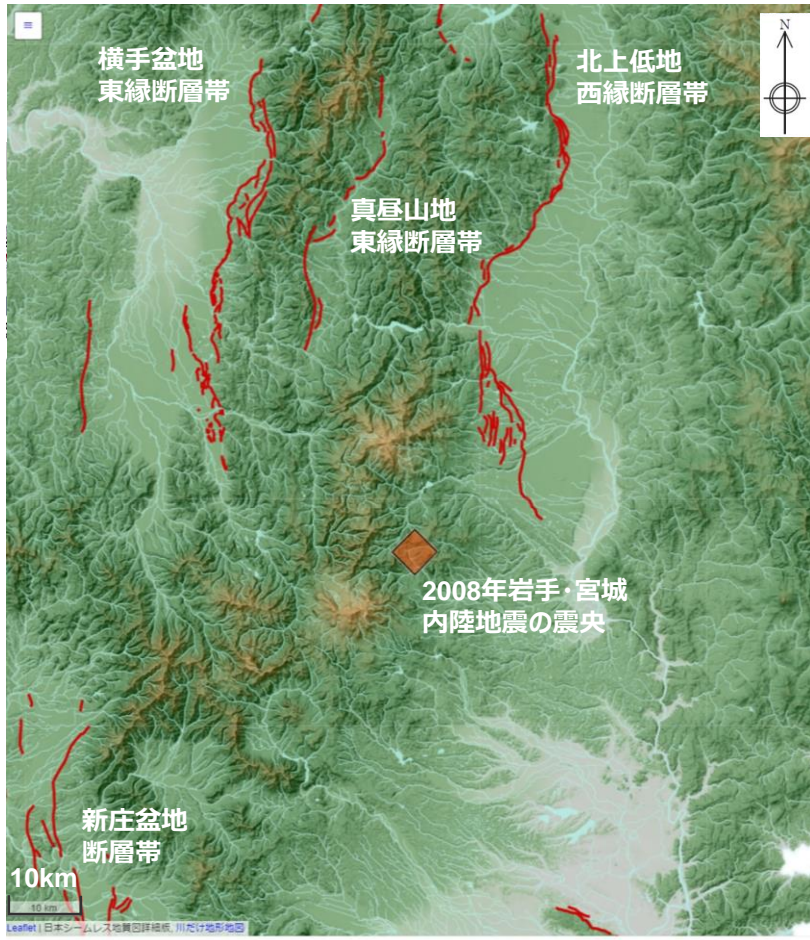 横手盆地
東縁断層帯
北上低地
西縁断層帯
N
真昼山地
東縁断層帯
2008年岩手・宮城
内陸地震の震央
新庄盆地
断層帯
10km
10 km
Leaflet | 日本シームレス地質図詳細版, 川だけ地形地図